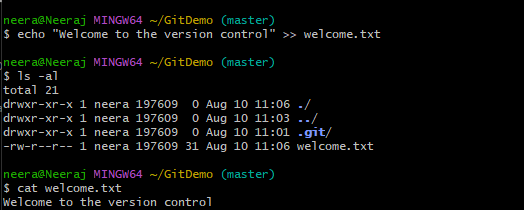 neera@Neeraj MINGW64 ~/GitDemo (master)
$ echo "Welcome to the version control" >> welcome.txt
neera@Neeraj MINGW64 ~/GitDemo (master)
$ ls -al
total 21
drwxr-xr-x 1 neera 197609  0 Aug 10 11:06 ./
drwxr-xr-x 1 neera 197609  0 Aug 10 11:03 ../
drwxr-xr-x 1 neera 197609  0 Aug 10 11:01 .git/
-rw-r--r-- 1 neera 197609 31 Aug 10 11:06 welcome.txt
neera@Neeraj MINGW64 ~/GitDemo (master)
$ cat welcome.txt
Welcome to the version control